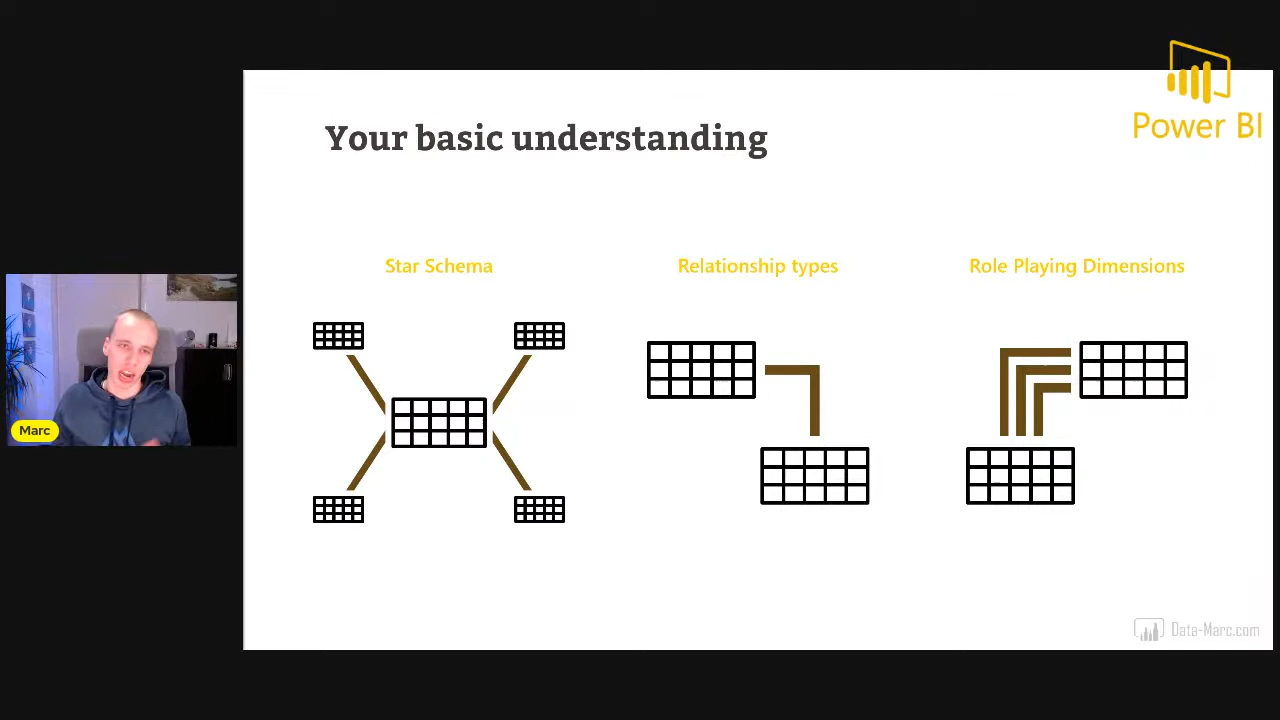 Power BI
Your basic understanding
Star Schema
Relationship types
Role Playing Dimensions
Marc
Data-Marc.com